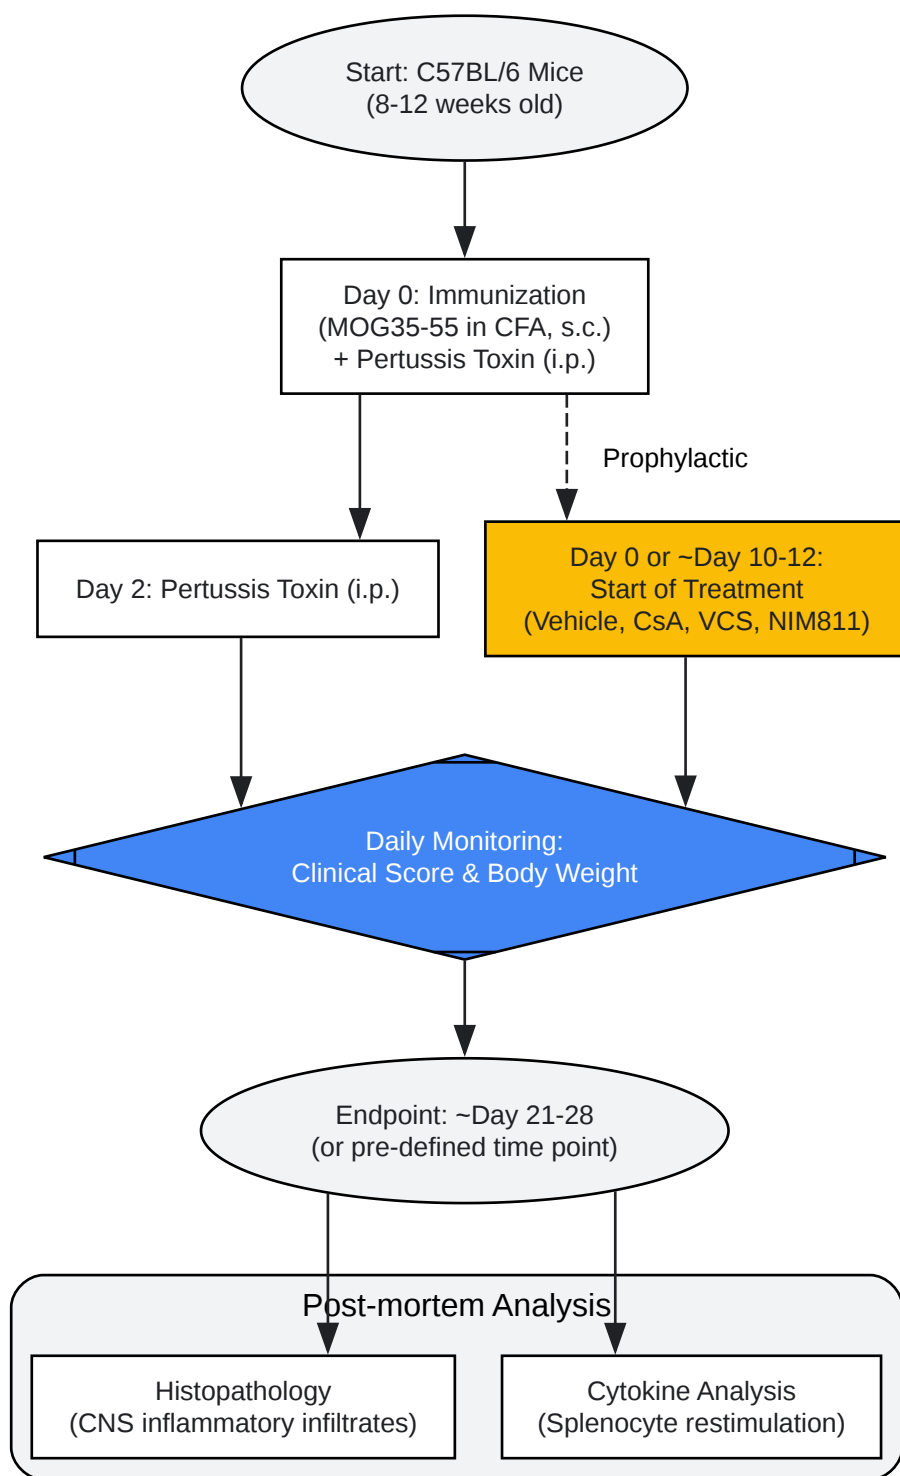 Start: C57BL/6 Mice
(8-12 weeks old)
Day 0: Immunization
(MOG35-55 in CFA, s.c.)
+ Pertussis Toxin (i.p.)
Prophylactic
Day 2: Pertussis Toxin (i.p.)
Day 0 or ~Day 10-12:
Start of Treatment
(Vehicle, CsA, VCS, NIM811)
Daily Monitoring:
Clinical Score & Body Weight
Endpoint: ~Day 21-28
(or pre-defined time point)
Post-mortem Analysis
Histopathology
(CNS inflammatory infiltrates)
Cytokine Analysis
(Splenocyte restimulation)